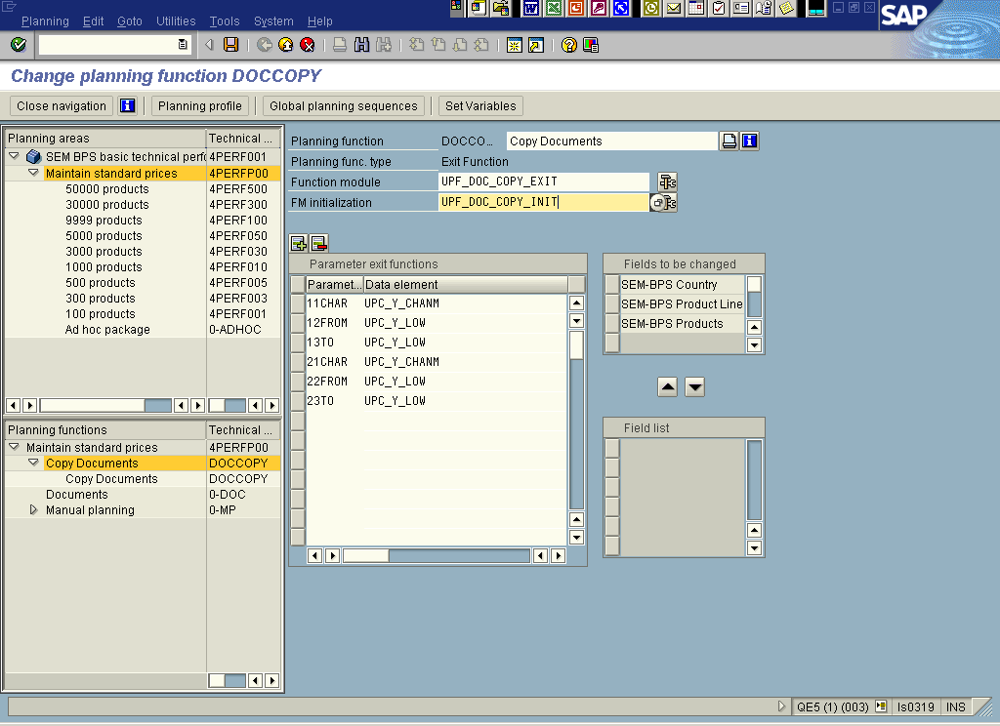 Planning Edit Goto Utilities Tools System Help
SAP
Change planning function DOCCOPY
Close navigation Planning profile Global planning sequences Set Variables
Planning areas Technical ...
SEM BPS basic technical perfo 4PERF001
Maintain standard prices 4PERFP00
50000 products 4PERF500
30000 products 4PERF300
9999 products 4PERF100
5000 products 4PERF050
3000 products 4PERF030
1000 products 4PERF010
500 products 4PERF005
300 products 4PERF003
100 products 4PERF001
Ad hoc package 0-ADHOC
Planning functions Technical ...
Maintain standard prices 4PERFP00
Copy Documents DOCCOPY
Copy Documents DOCCOPY
Documents 0-DOC
Manual planning 0-MP
Planning function DOCCO... Copy Documents
Planning func. type Exit Function
Function module UPF_DOC_COPY_EXIT
FM initialization UPF_DOC_COPY_INIT
Parameter exit functions
Paramet... Data element
11CHAR UPC_Y_CHANM
12FROM UPC_Y_LOW
13TO UPC_Y_LOW
21CHAR UPC_Y_CHANM
22FROM UPC_Y_LOW
23TO UPC_Y_LOW
Fields to be changed
SEM-BPS Country
SEM-BPS Product Line
SEM-BPS Products
Field list
QE5 (1) (003) ls0319 INS